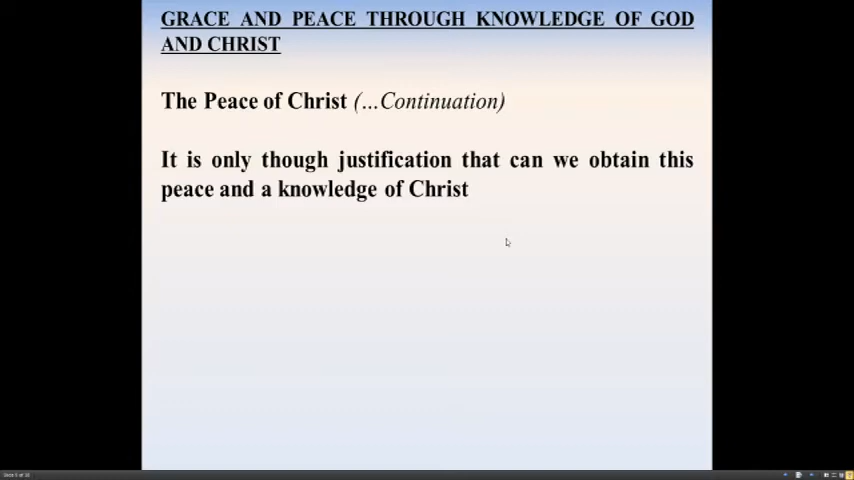 GRACE AND PEACE THROUGH KNOWLEDGE OF GOD
AND CHRIST
The Peace of Christ (...Continuation)
It is only though justification that can we obtain this
peace and a knowledge of Christ